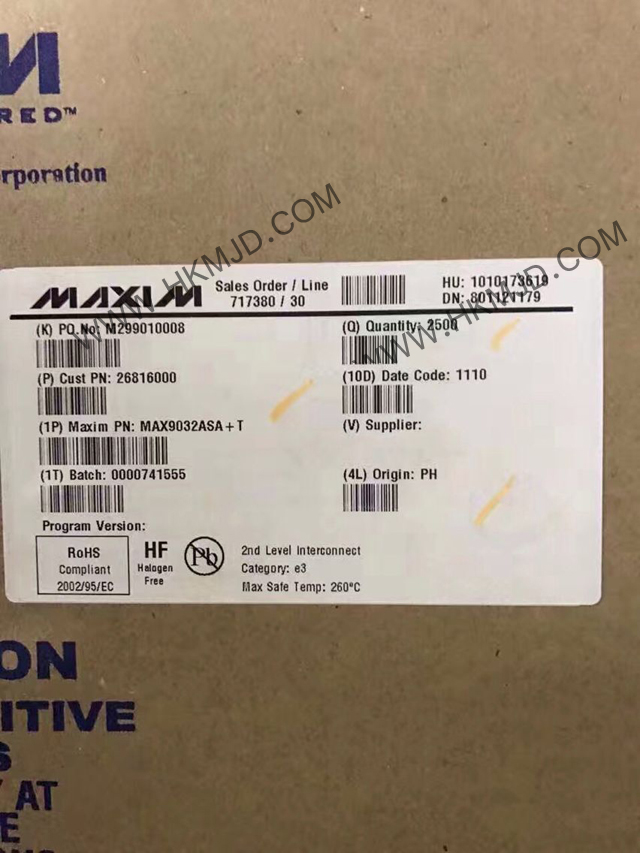 M
RED™
rporation
WWW.HKMJD.COM
WWW.HKMJD.COM
MAXIM
Sales Order / Line
717380 / 30
HU: 1010173619
DN: 801121179
(K) PO.No: M299010008
(Q) Quantity: 2500
(P) Cust PN: 26816000
(10D) Date Code: 1110
(1P) Maxim PN: MAX9032ASA+T
(V) Supplier:
(1T) Batch: 0000741555
(4L) Origin: PH
Program Version:
RoHS
Compliant
2002/95/EC
HF
Halogen
Free
Pb
2nd Level Interconnect
Category: e3
Max Safe Temp: 260°C
ON
ITIVE
S
AT
E